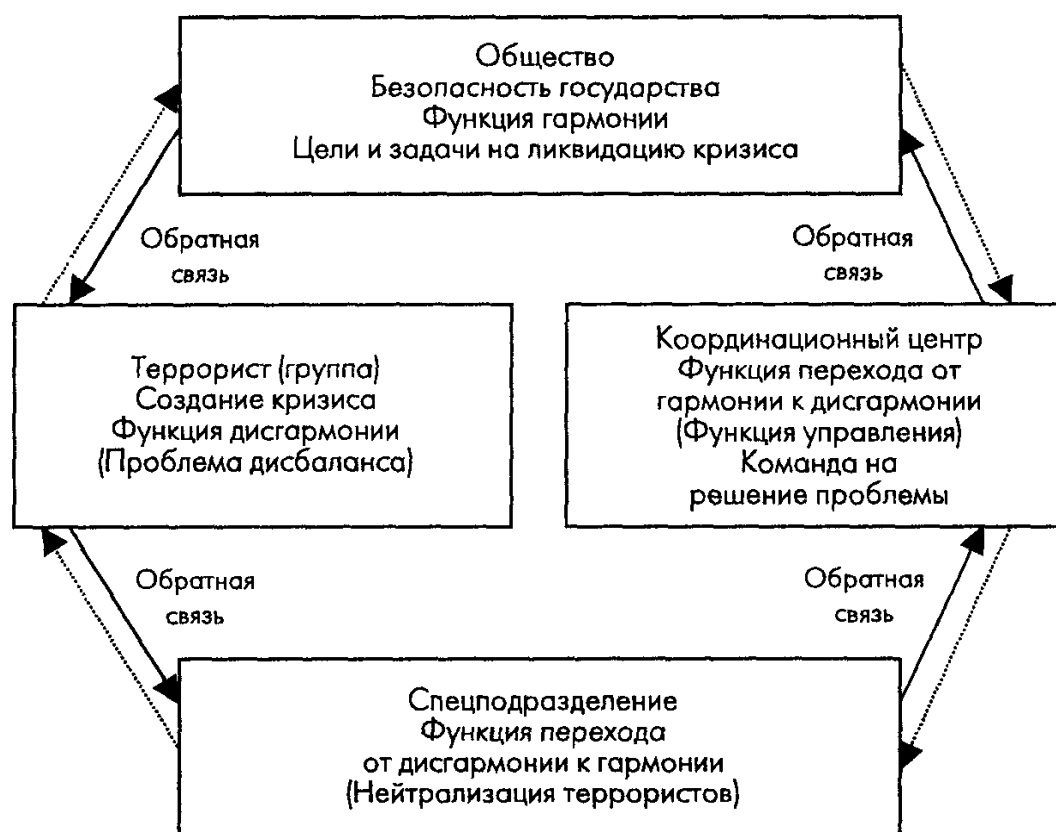 Общество
Безопасность государства
Функция гармонии
Цели и задачи на ликвидацию кризиса
Обратная
связь
Обратная
связь
Террорист (группа)
Создание кризиса
Функция дисгармонии
(Проблема дисбаланса)
Координационный центр
Функция перехода от
гармонии к дисгармонии
(Функция управления)
Команда на
решение проблемы
Обратная
связь
Обратная
связь
Спецподразделение
Функция перехода
от дисгармонии к гармонии
(Нейтрализация террористов)